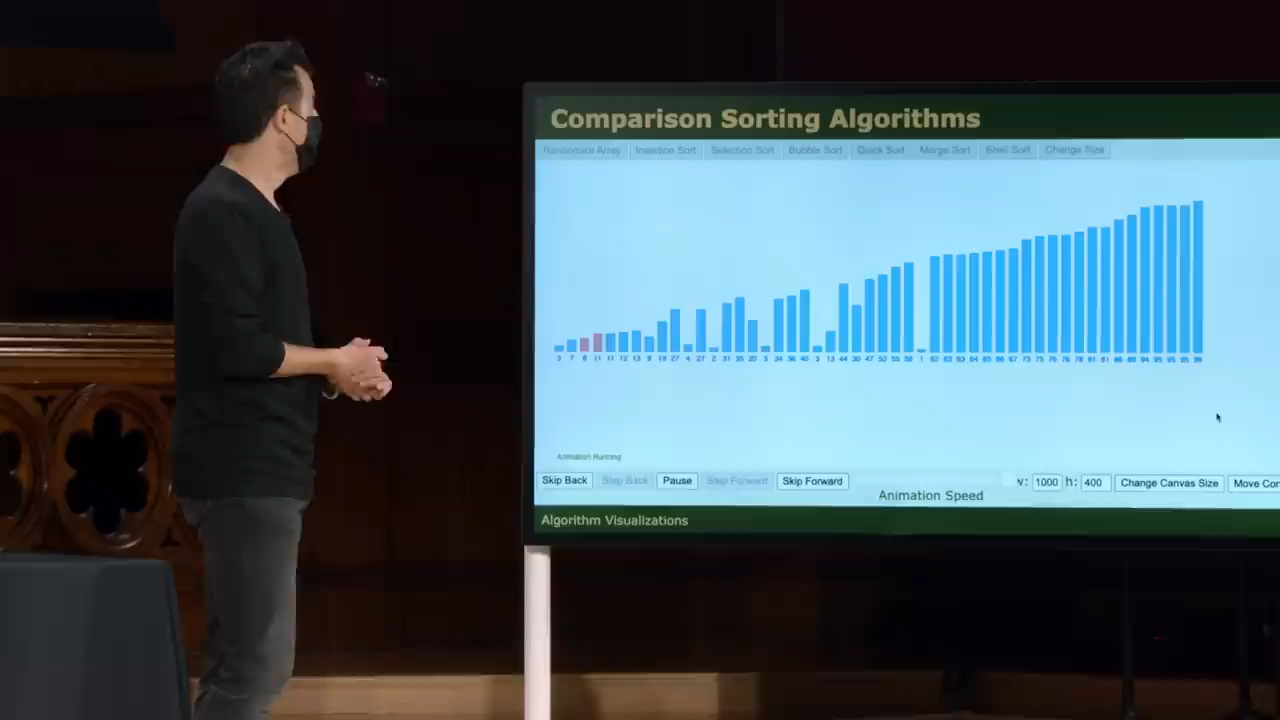 Comparison Sorting Algorithms
Randomize Array Insertion Sort Selection Sort Bubble Sort Quick Sort Merge Sort Shell Sort Change Size
Animation Running
Skip Back Step Back Pause Step Forward Skip Forward w: 1000 h: 400 Change Canvas Size Move Con
Animation Speed
Algorithm Visualizations